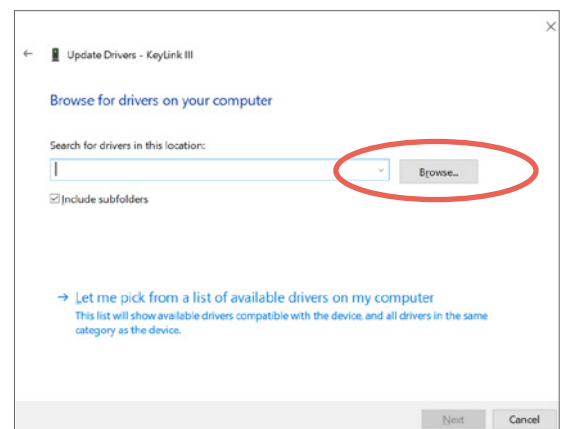 Update Drivers - KeyLink III
Browse for drivers on your computer
Search for drivers in this location:
Browse...
Include subfolders
Let me pick from a list of available drivers on my computer
This list will show available drivers compatible with the device, and all drivers in the same
category as the device.
Next
Cancel